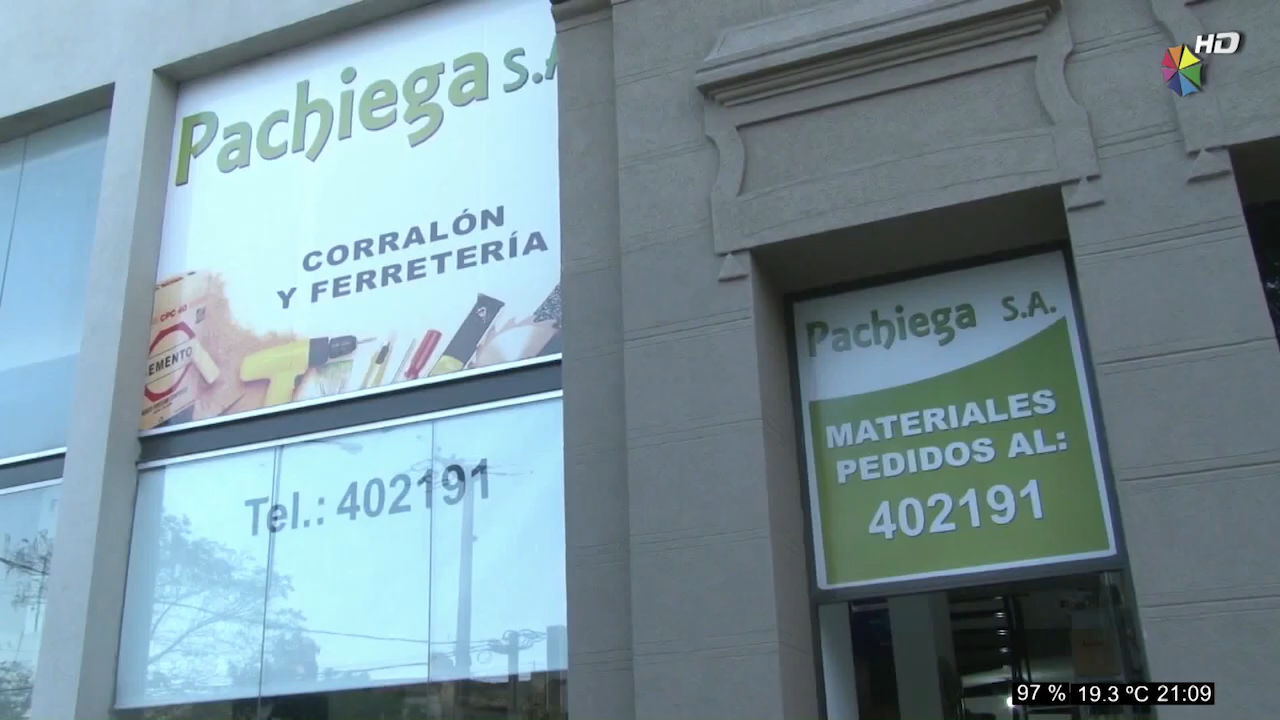 Pachiega S.A
CORRALÓN
Y FERRETERÍA
CPC 40
EMENTO
Tel.: 402191
Pachiega S.A.
MATERIALES
PEDIDOS AL:
402191
HD
97 % 19.3 ºC 21:09